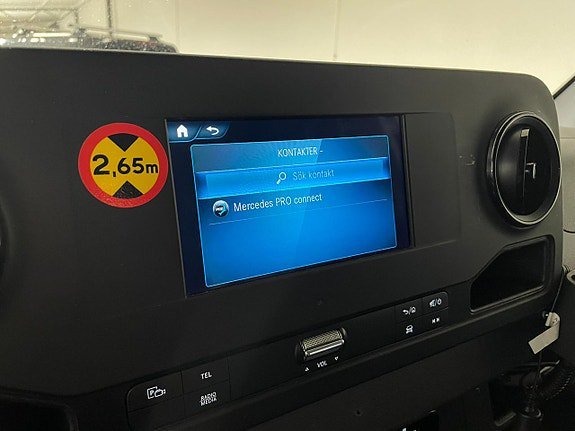 2,65m
KONTAKTER -
Sök kontakt
Mercedes PRO connect
TEL
RADIO
MEDIA
VOL
P